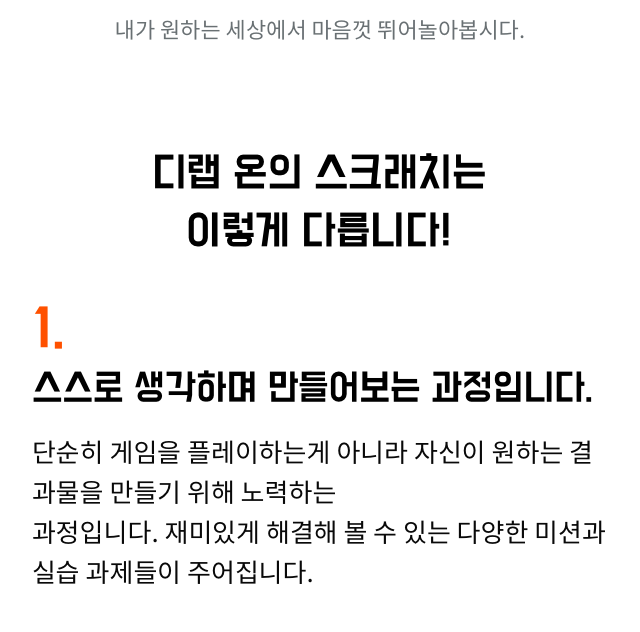 내가 원하는 세상에서 마음껏 뛰어놀아봅시다.
디랩 온의 스크래치는
이렇게 다릅니다!
1.
스스로 생각하며 만들어보는 과정입니다.
단순히 게임을 플레이하는게 아니라 자신이 원하는 결
과물을 만들기 위해 노력하는
과정입니다. 재미있게 해결해 볼 수 있는 다양한 미션과
실습 과제들이 주어집니다.